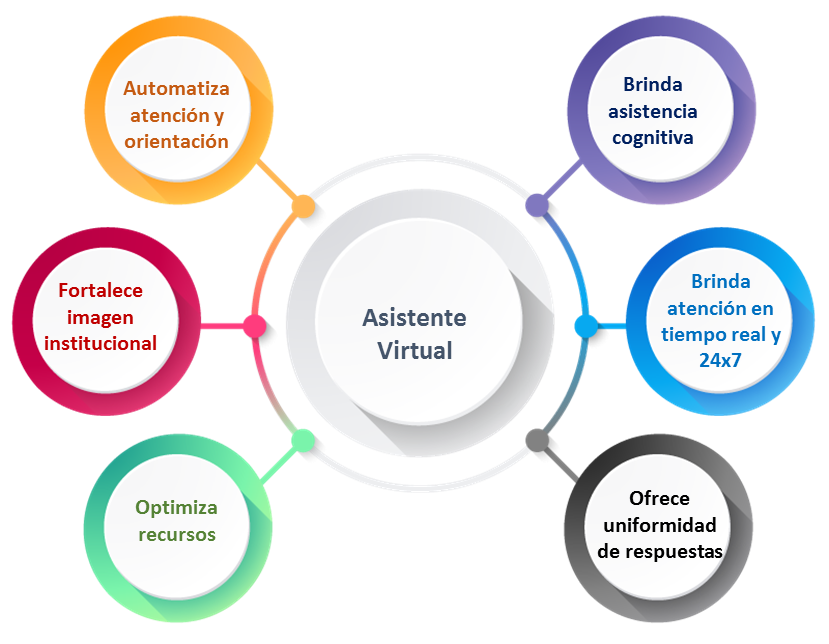 Automatiza
atención y
orientación
Brinda
asistencia
cognitiva
Fortalece
imagen
institucional
Asistente
Virtual
Brinda
atención en
tiempo real y
24x7
Optimiza
recursos
Ofrece
uniformidad
de respuestas